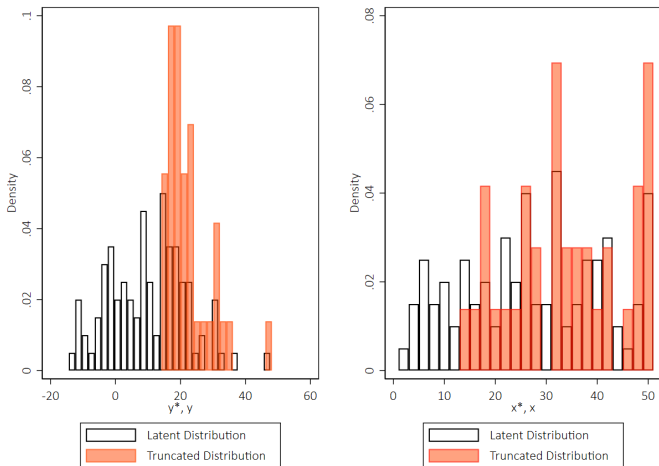 .1
.08
.06
.04
.02
0
Density
-20 0 20 40 60
y*, y
Latent Distribution
Truncated Distribution
.08
.06
.04
.02
0
Density
0 10 20 30 40 50
x*, x
Latent Distribution
Truncated Distribution